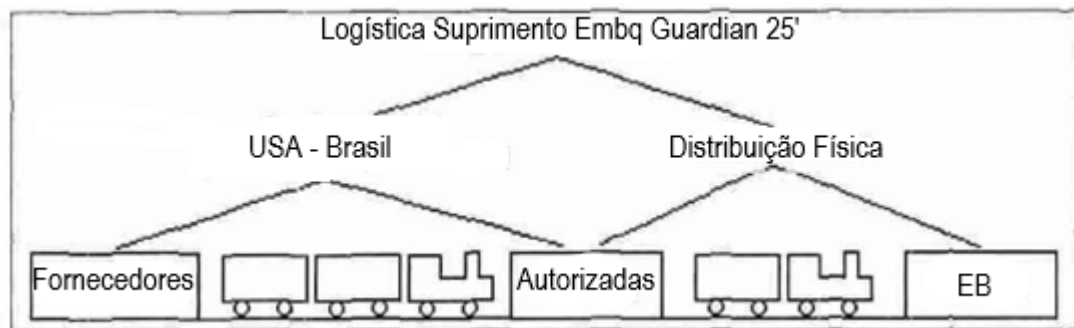 Logística Suprimento Embq Guardian 25'
USA - Brasil
Distribuição Física
Fornecedores
Autorizadas
EB